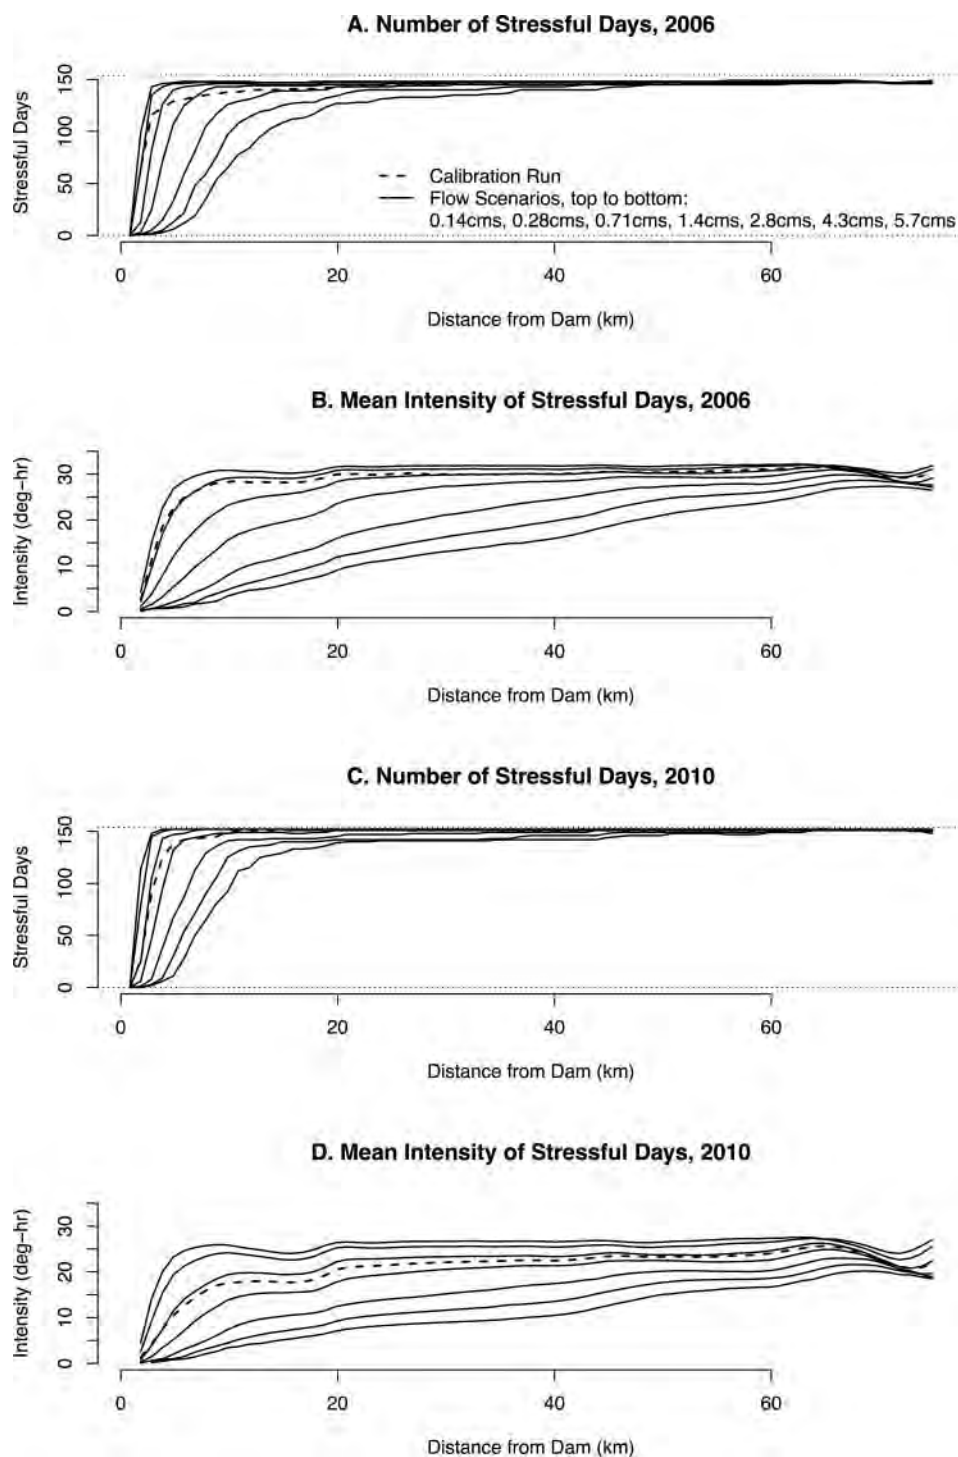 A. Number of Stressful Days, 2006
Stressful Days
150
100
50
0
- - - Calibration Run
Flow Scenarios, top to bottom:
0.14cms, 0.28cms, 0.71cms, 1.4cms, 2.8cms, 4.3cms, 5.7cms
0 20 40 60
Distance from Dam (km)
B. Mean Intensity of Stressful Days, 2006
Intensity (deg-hr)
30
20
10
0
0 20 40 60
Distance from Dam (km)
C. Number of Stressful Days, 2010
Stressful Days
150
100
50
0
0 20 40 60
Distance from Dam (km)
D. Mean Intensity of Stressful Days, 2010
Intensity (deg-hr)
30
20
10
0
0 20 40 60
Distance from Dam (km)